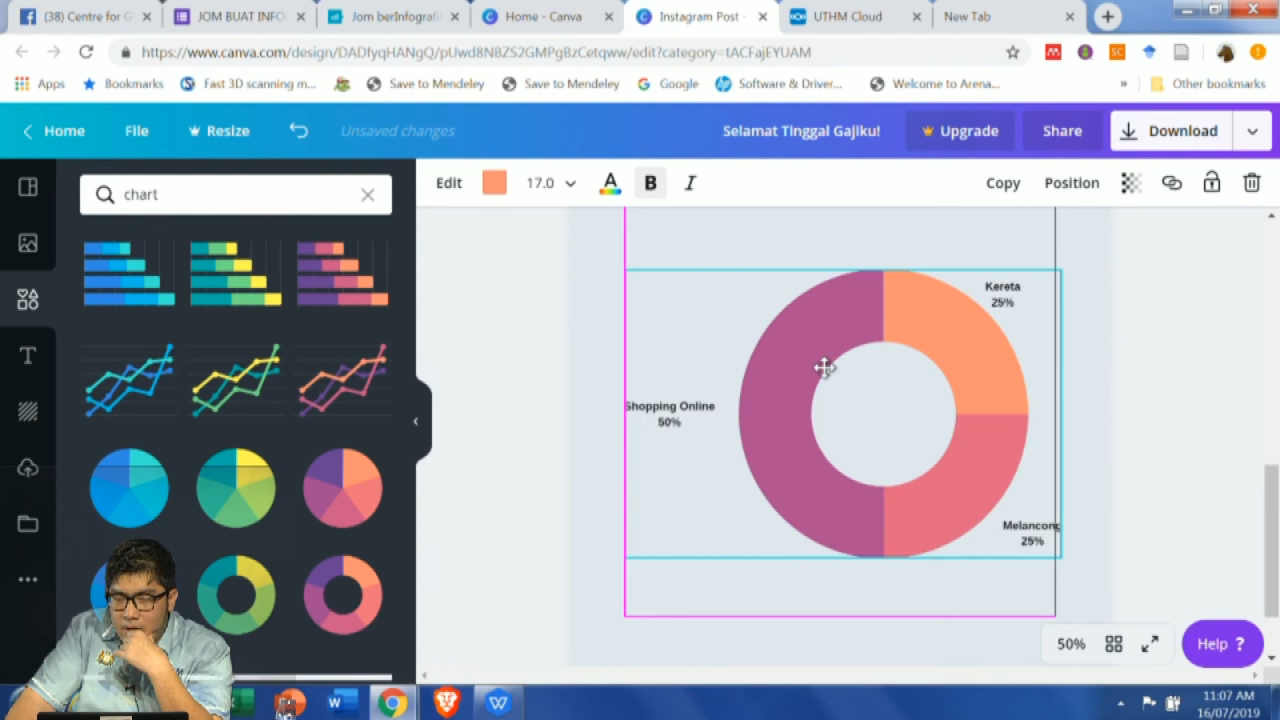 (38) Centre for G
JOM BUAT INFO
Jom berInfografi
Home - Canva
Instagram Post -
UTHM Cloud
New Tab
https://www.canva.com/design/DADfyqHANgQ/pUwd8NBZS2GMPgBzCetqww/edit?category=tACFajEYUAM
Apps
Bookmarks
Fast 3D scanning m...
Save to Mendeley
Save to Mendeley
Google
Software & Driver...
Welcome to Arena...
»
Other bookmarks
Home
File
Resize
Unsaved changes
Selamat Tinggal Gajiku!
Upgrade
Share
Download
chart
Edit
17.0
A
B
I
Copy
Position
Kereta
25%
Shopping Online
50%
Melancong
25%
50%
Help ?
11:07 AM
16/07/2019